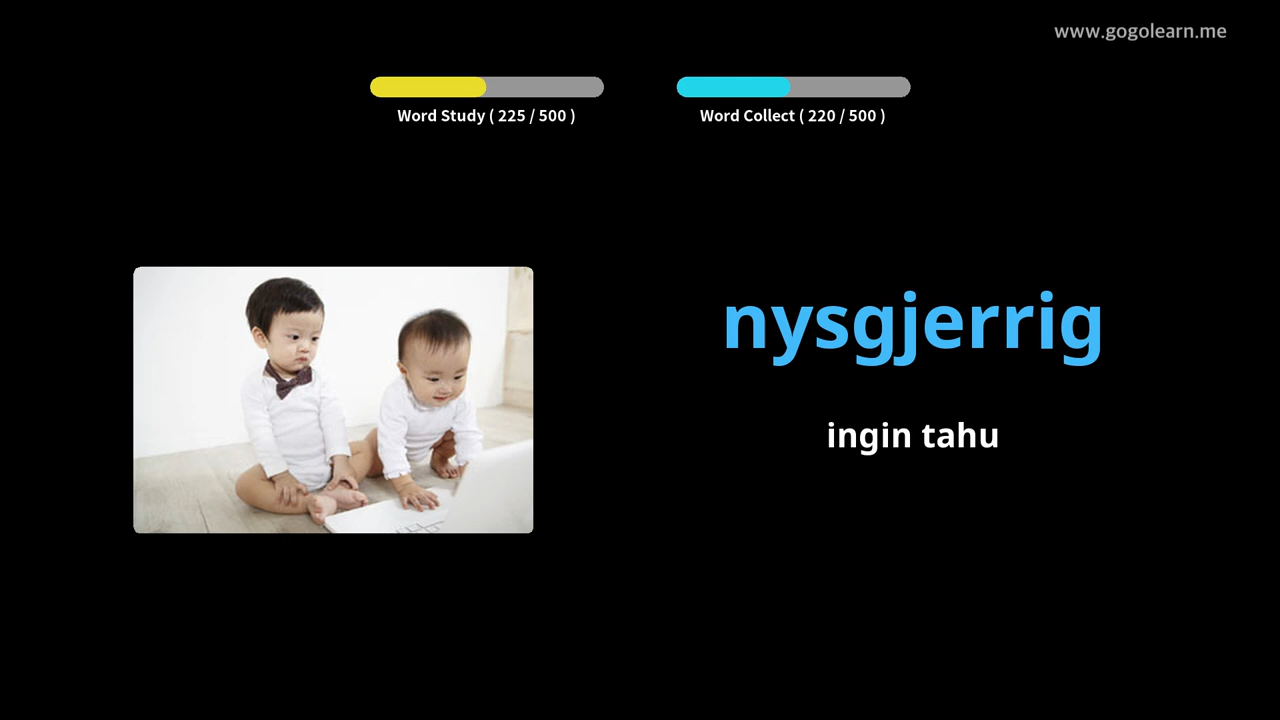 www.gogolearn.me
Word Study ( 225 / 500 )
Word Collect ( 220 / 500 )
nysgjerrig
ingin tahu